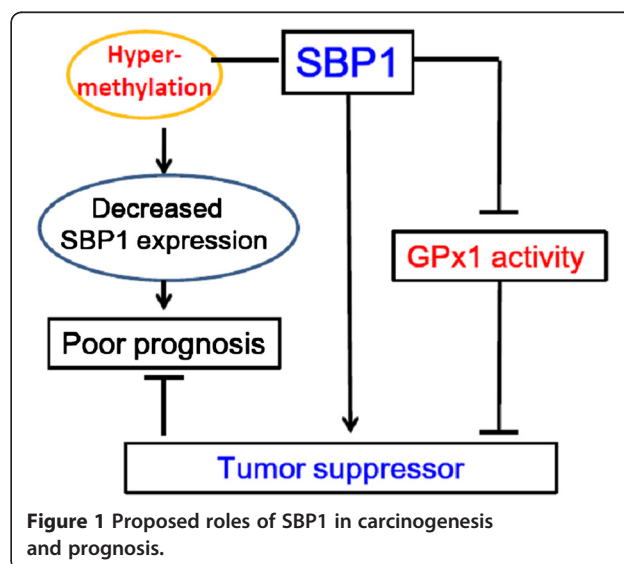 Hyper-
methylation
SBP1
Decreased
SBP1 expression
GPx1 activity
Poor prognosis
Tumor suppressor
Figure 1 Proposed roles of SBP1 in carcinogenesis
and prognosis.